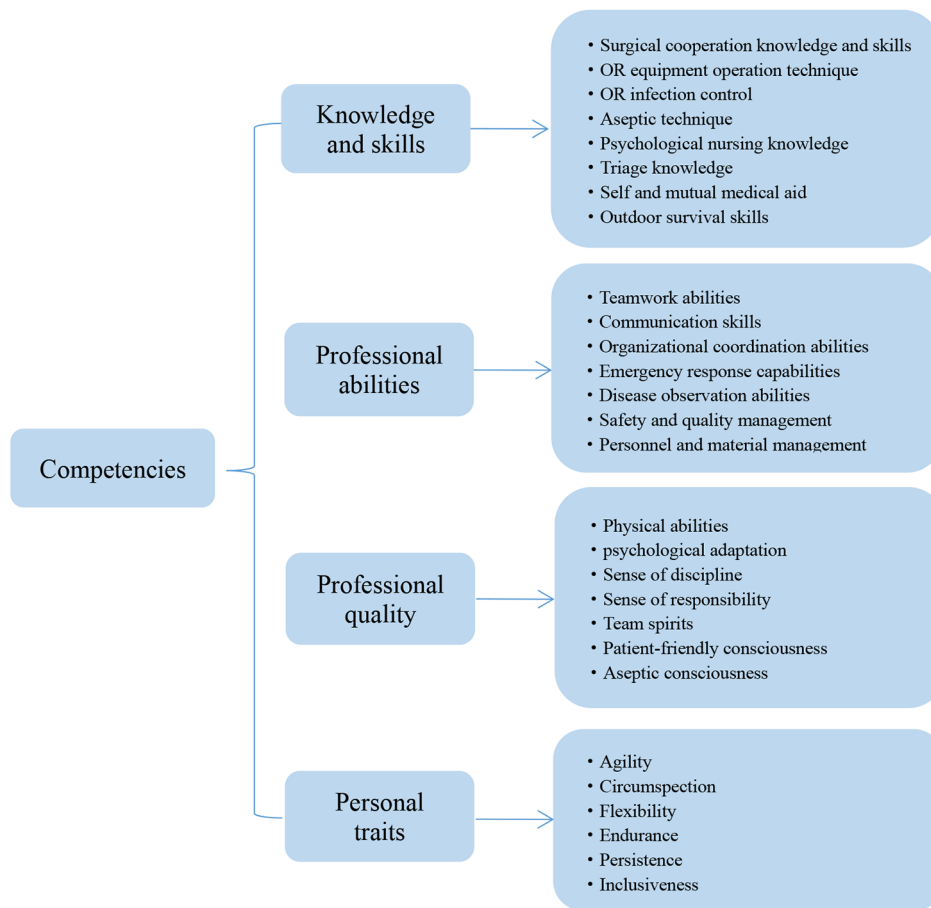 Competencies
Knowledge
and skills
• Surgical cooperation knowledge and skills
• OR equipment operation technique
• OR infection control
• Aseptic technique
• Psychological nursing knowledge
• Triage knowledge
• Self and mutual medical aid
• Outdoor survival skills
Professional
abilities
• Teamwork abilities
• Communication skills
• Organizational coordination abilities
• Emergency response capabilities
• Disease observation abilities
• Safety and quality management
• Personnel and material management
Professional
quality
• Physical abilities
• psychological adaptation
• Sense of discipline
• Sense of responsibility
• Team spirits
• Patient-friendly consciousness
• Aseptic consciousness
Personal
traits
• Agility
• Circumspection
• Flexibility
• Endurance
• Persistence
• Inclusiveness